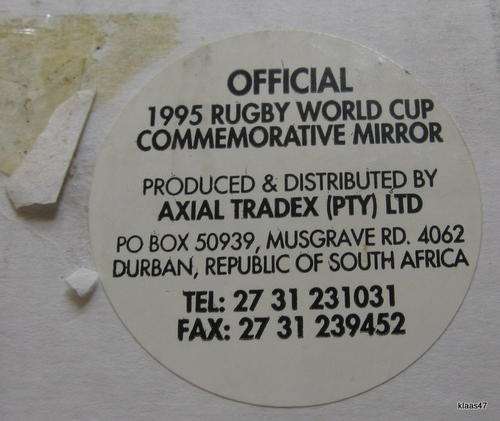 OFFICIAL
1995 RUGBY WORLD CUP
COMMEMORATIVE MIRROR
PRODUCED & DISTRIBUTED BY
AXIAL TRADEX (PTY) LTD
PO BOX 50939, MUSGRAVE RD. 4062
DURBAN, REPUBLIC OF SOUTH AFRICA
TEL: 27 31 231031
FAX: 27 31 239452
klaas47